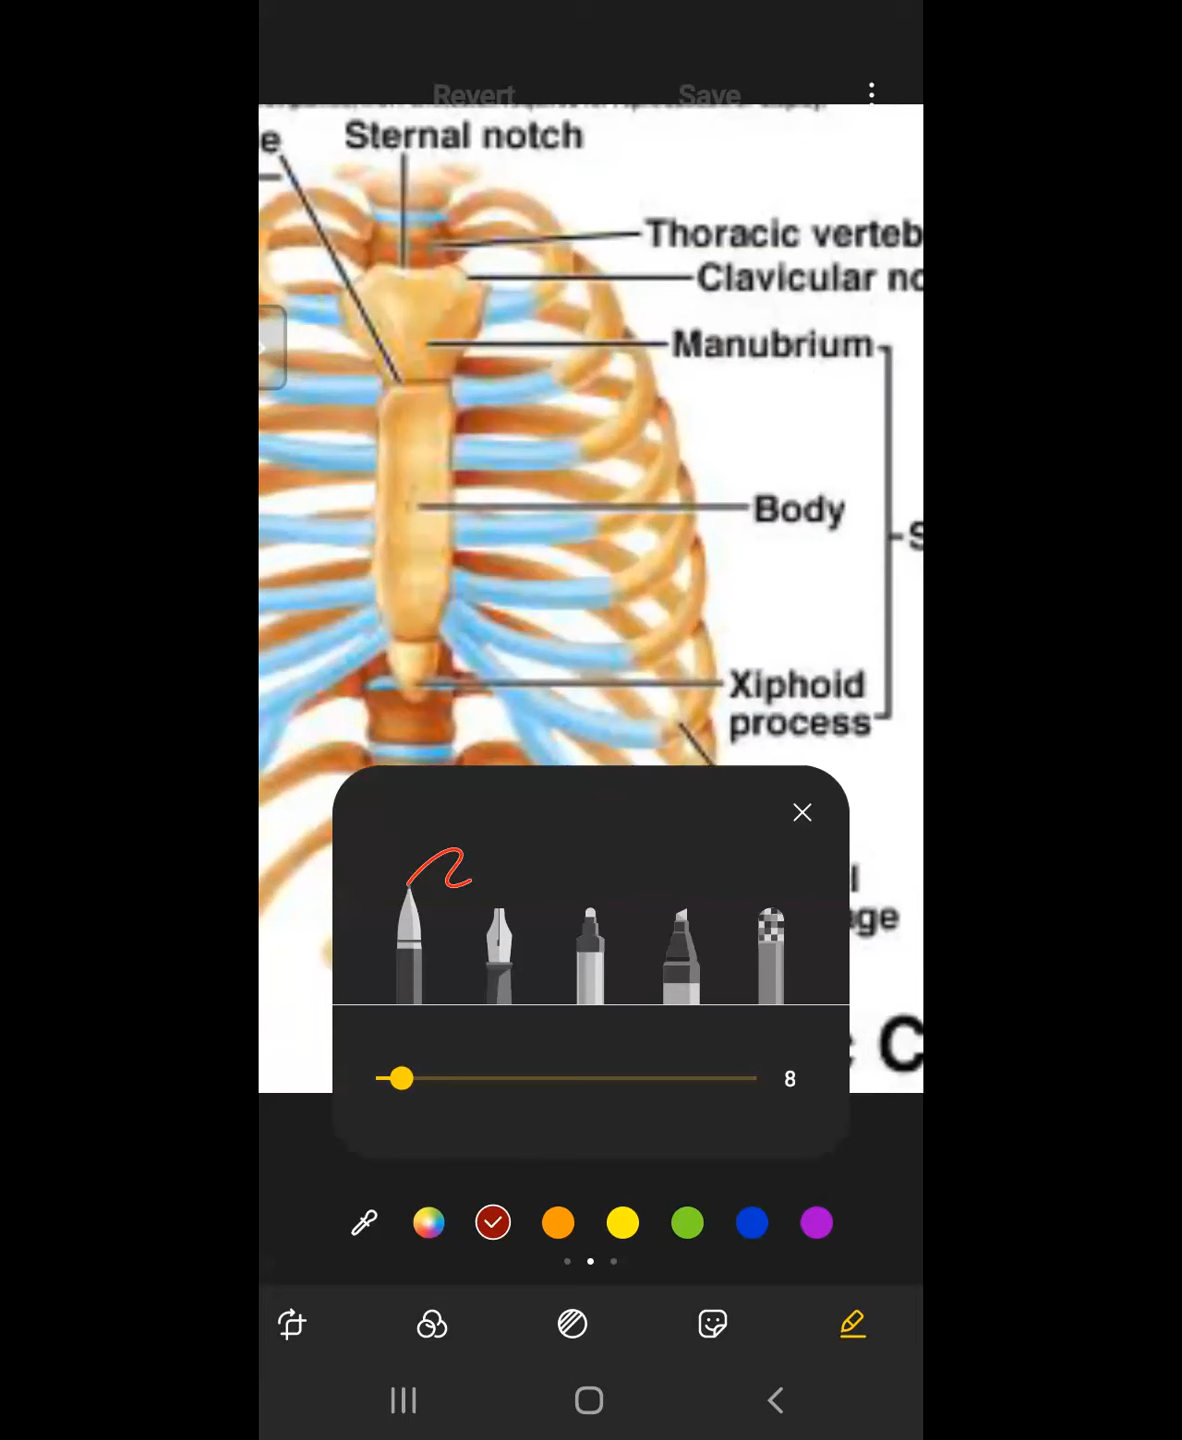 Revert Save
e Sternal notch
Thoracic verteb
Clavicular no
Manubrium
Body
S
Xiphoid
process
l
ge
C
8